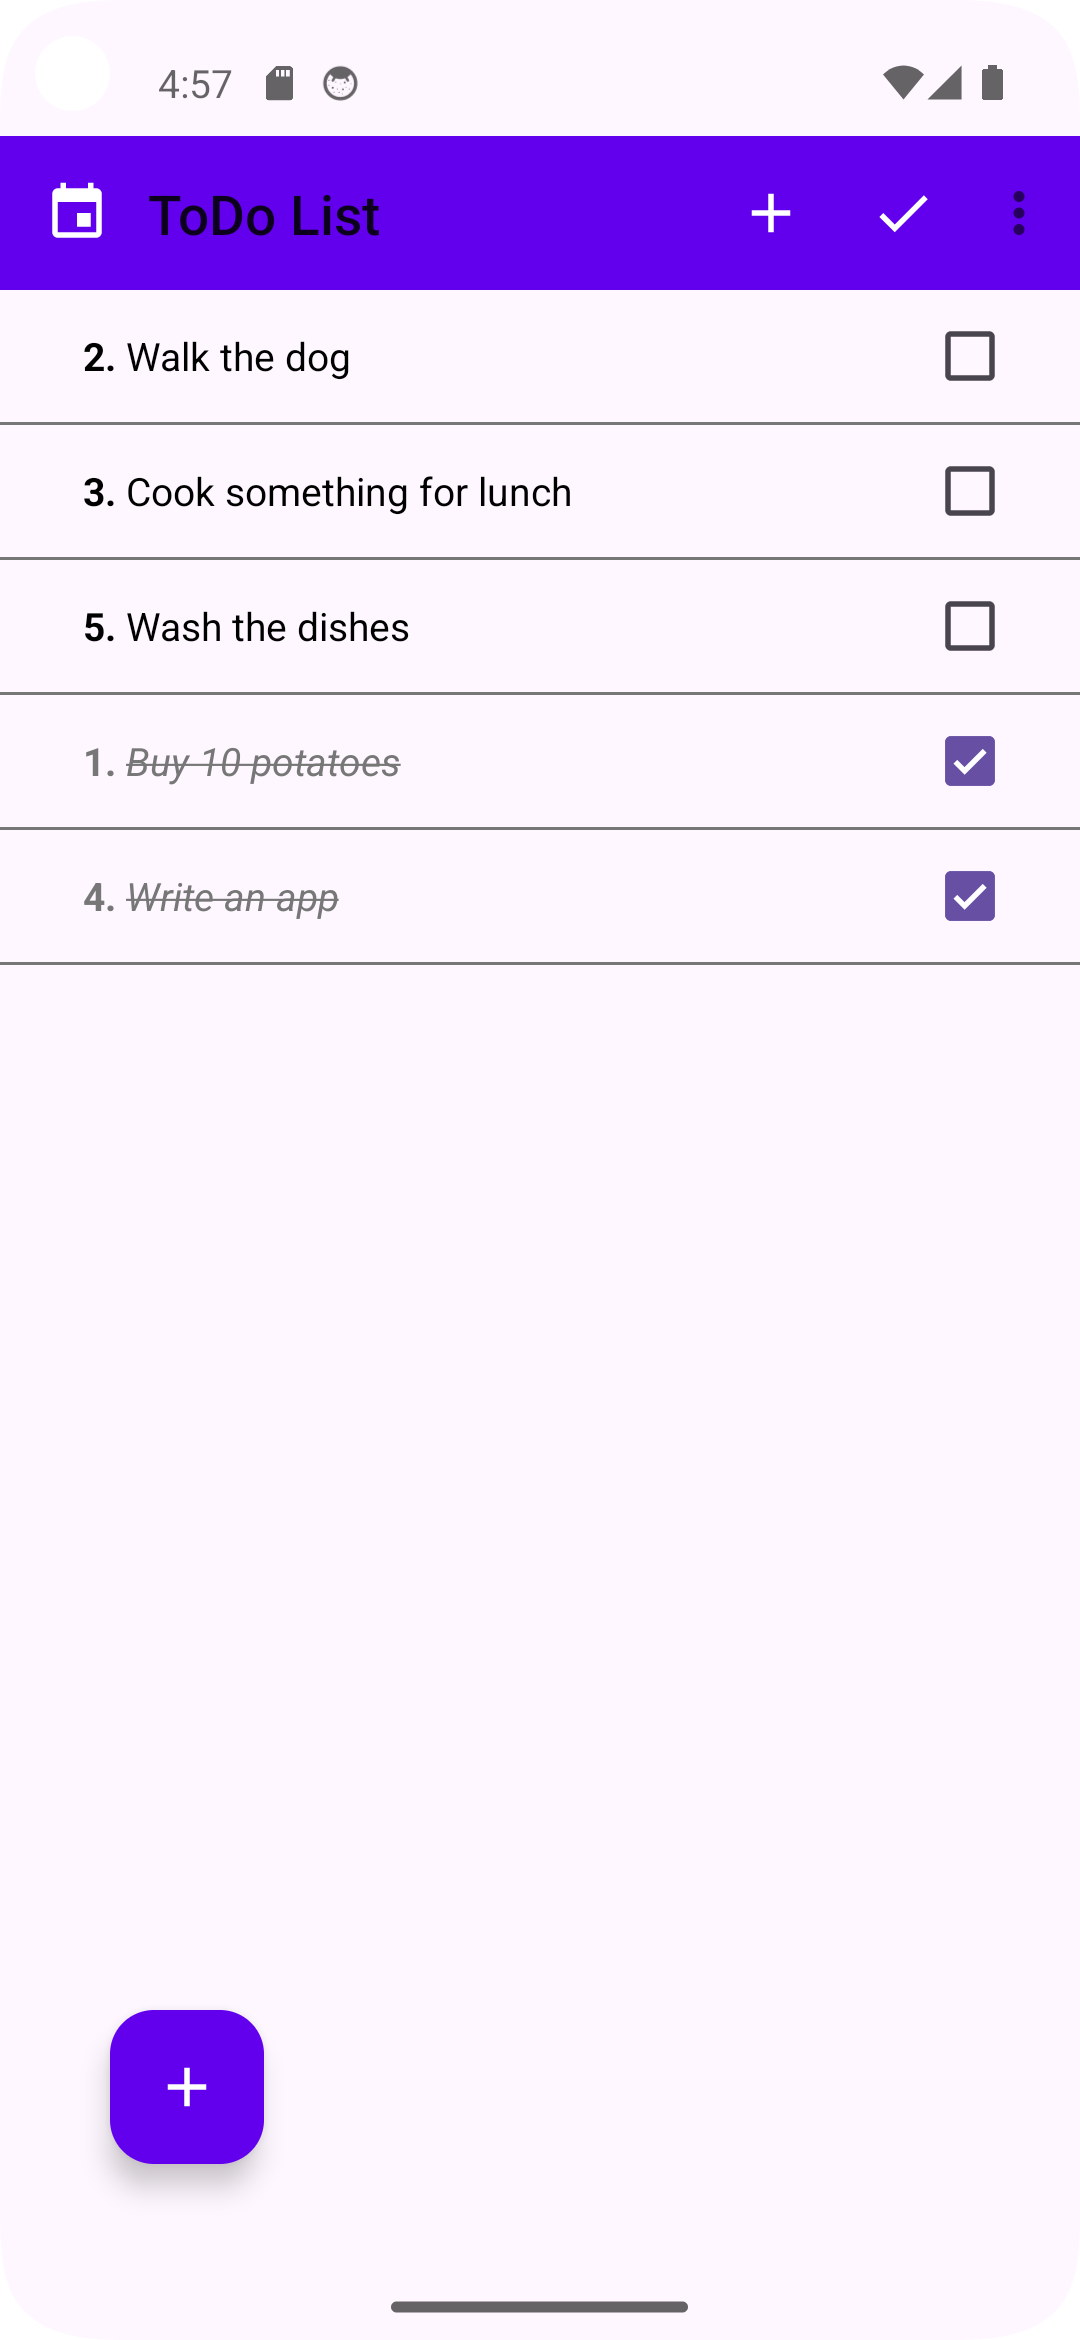 4:57
ToDo List
2. Walk the dog
3. Cook something for lunch
5. Wash the dishes
1. Buy 10 potatoes
4. Write an app